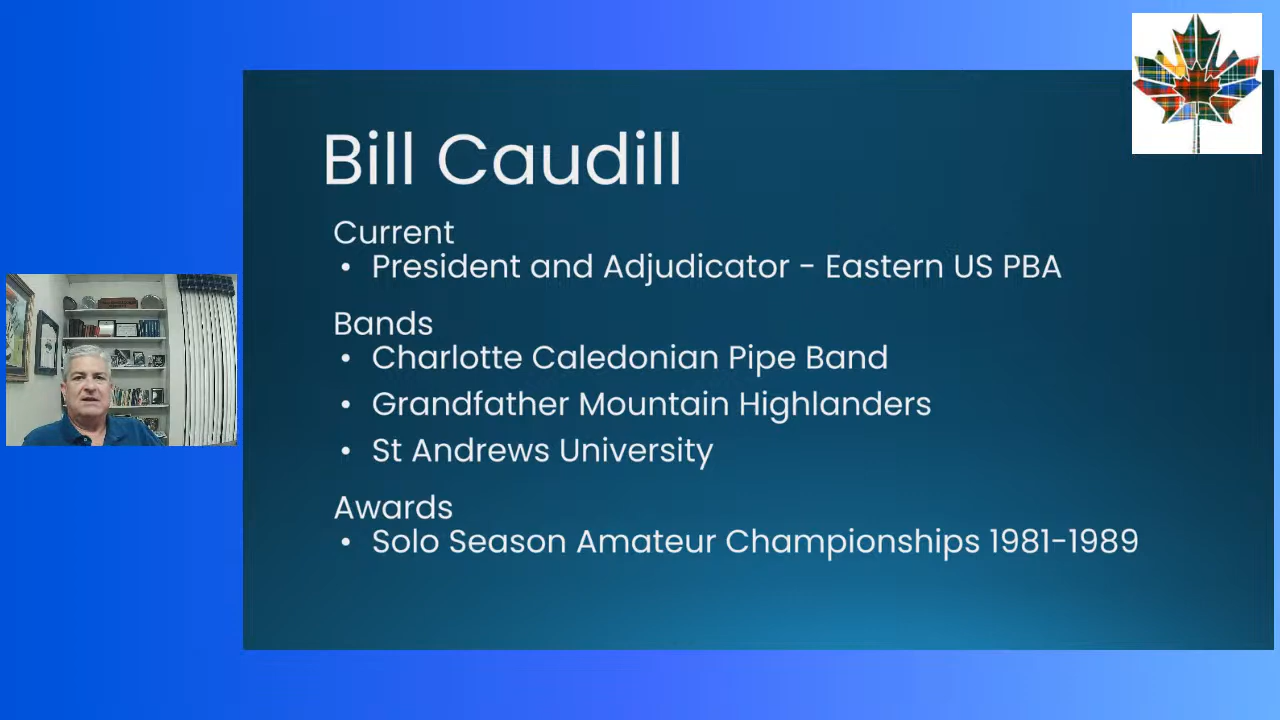 Bill Caudill
Current
• President and Adjudicator - Eastern US PBA
Bands
• Charlotte Caledonian Pipe Band
• Grandfather Mountain Highlanders
• St Andrews University
Awards
• Solo Season Amateur Championships 1981-1989